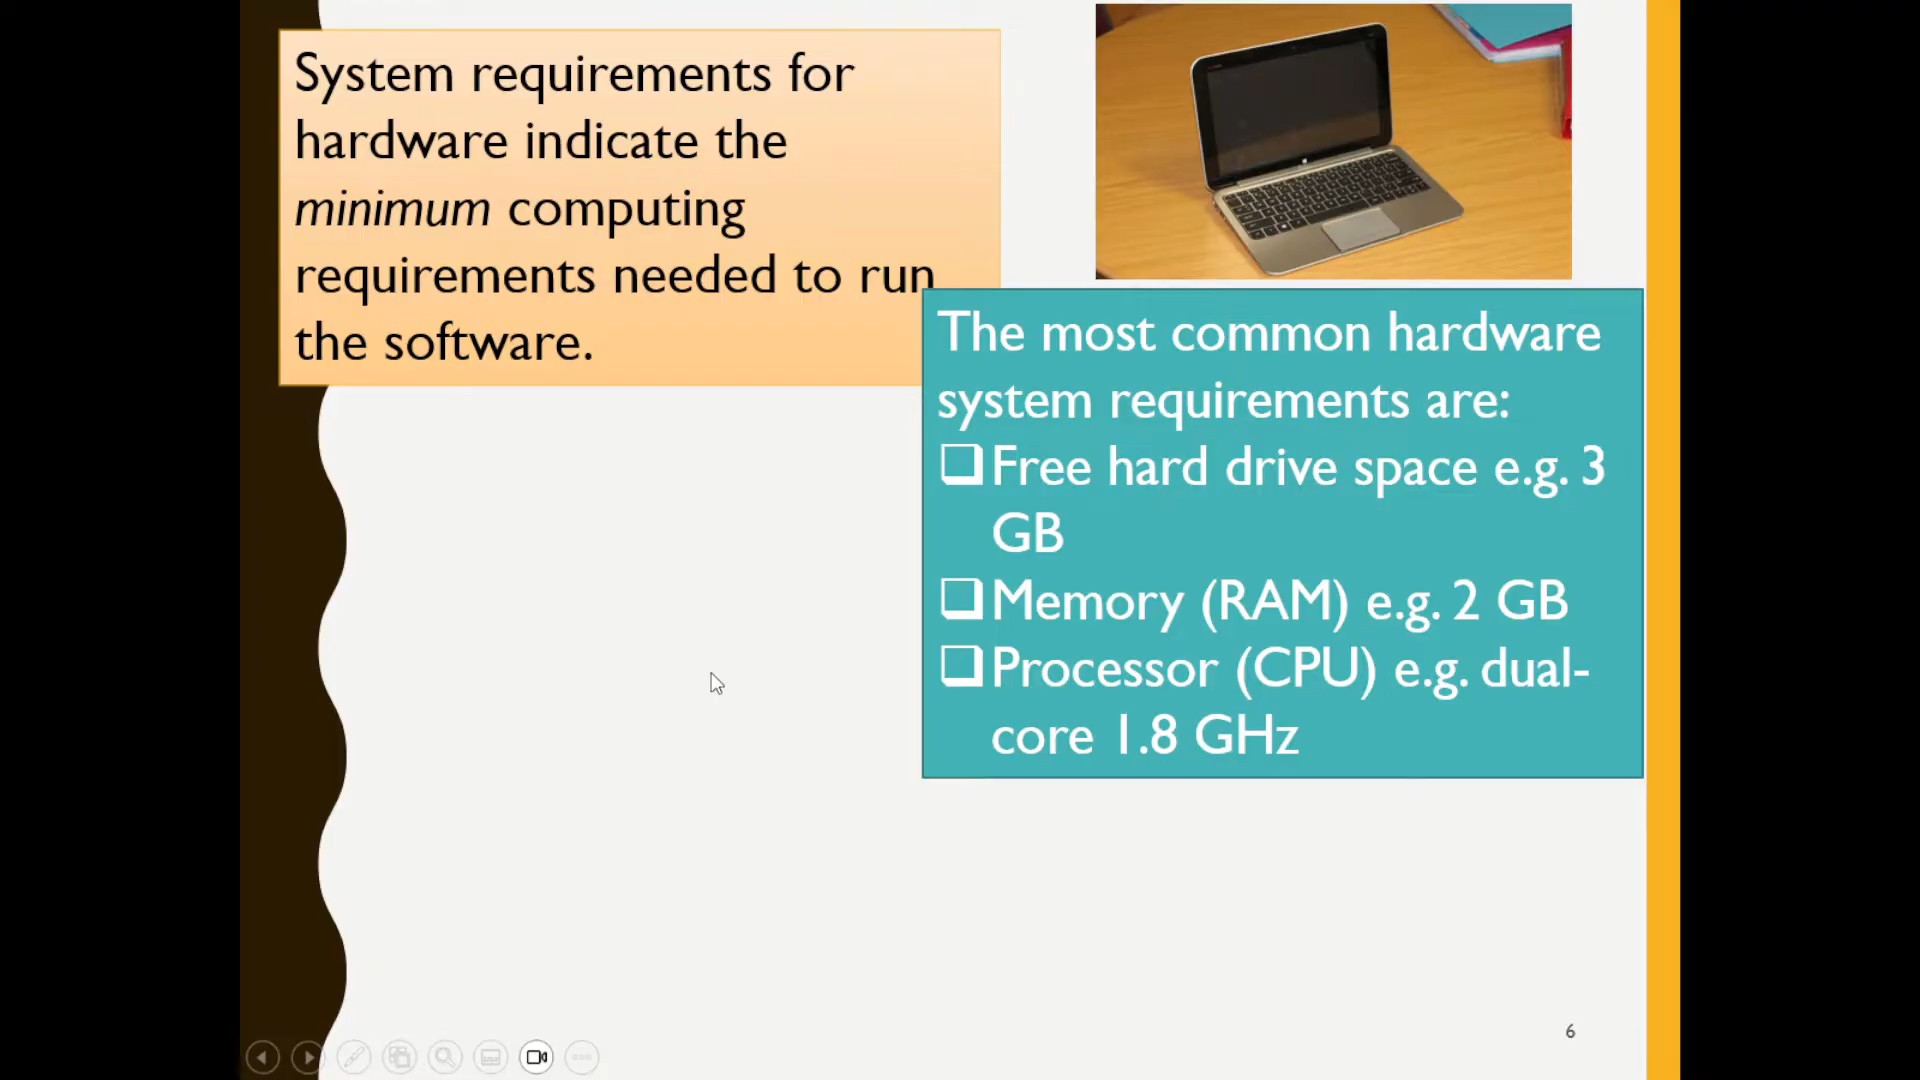 System requirements for
hardware indicate the
minimum computing
requirements needed to run
the software.
The most common hardware
system requirements are:
❑Free hard drive space e.g. 3
GB
❑Memory (RAM) e.g. 2 GB
❑Processor (CPU) e.g. dual-
core 1.8 GHz
6